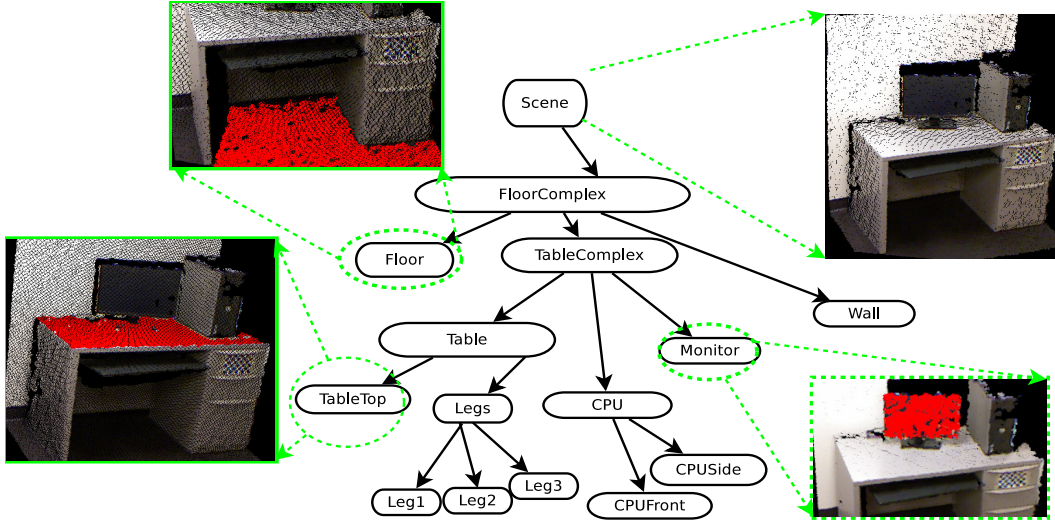 Scene
FloorComplex
Floor
TableComplex
Wall
Table
Monitor
TableTop
Legs
CPU
CPUSide
Leg1
Leg2
Leg3
CPUFront